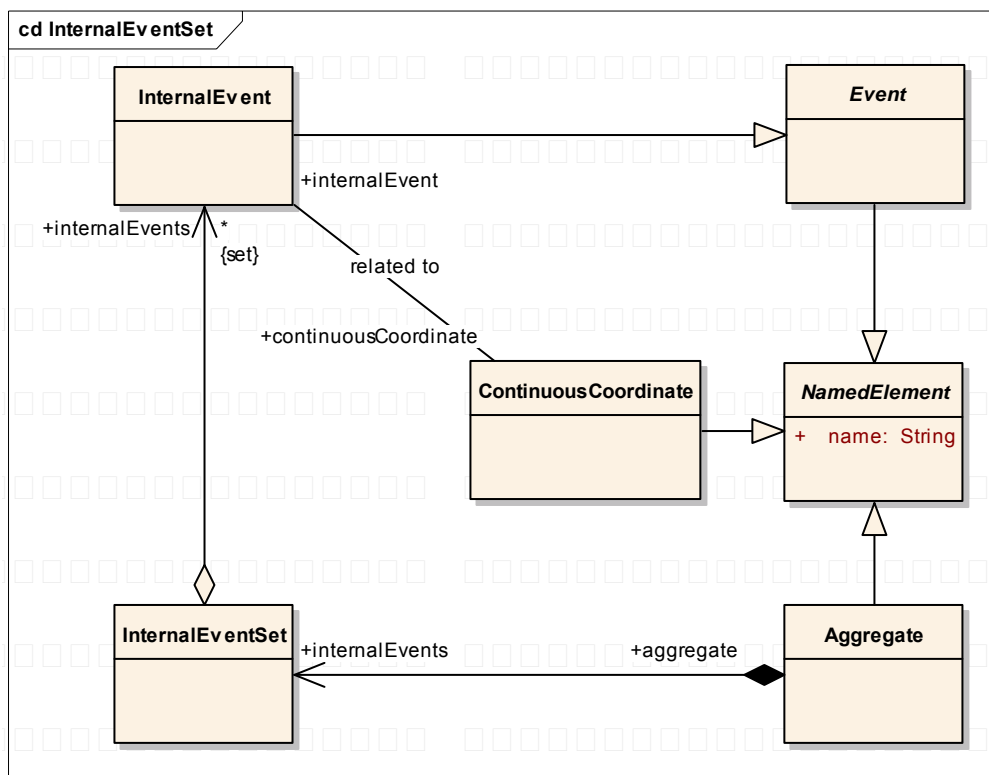 cd InternalEventSet
InternalEvent
Event
+internalEvent
+internalEvents
*
{set}
related to
+continuousCoordinate
ContinuousCoordinate
NamedElement
+ name: String
InternalEventSet
+internalEvents
+aggregate
Aggregate